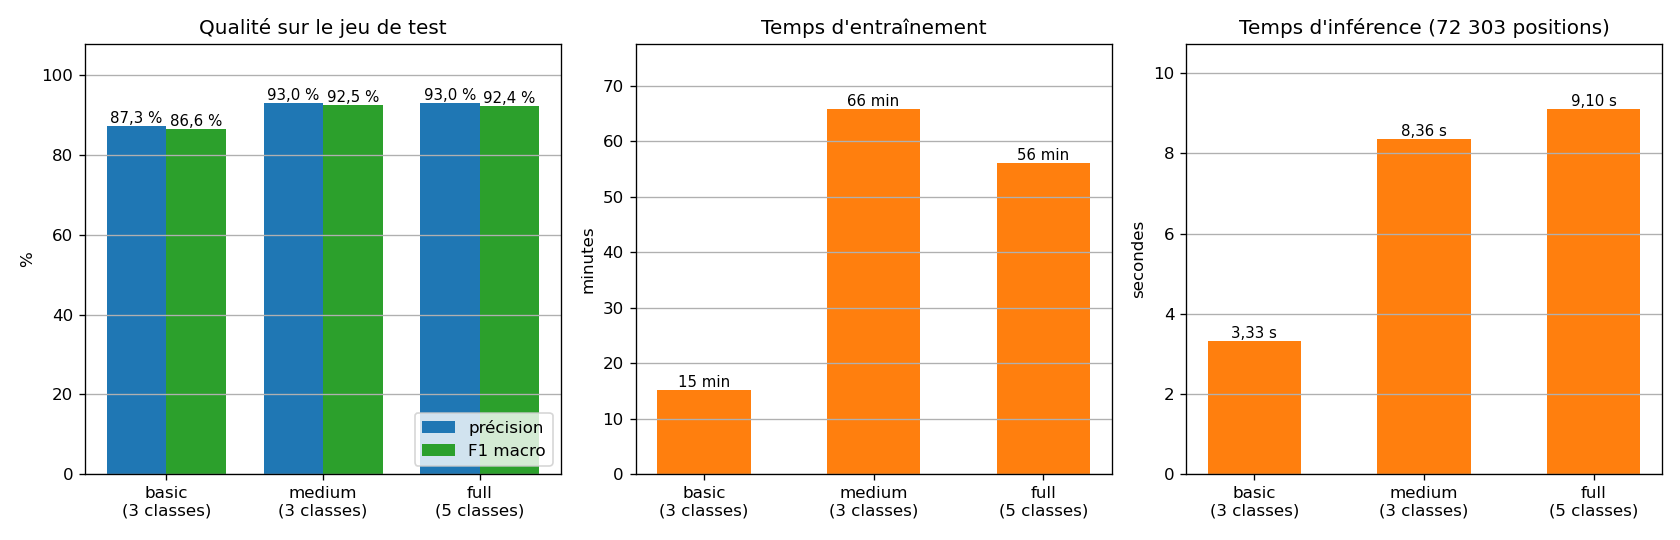 Qualité sur le jeu de test
100
80
60
40
20
0
%
87,3 %
86,6 %
93,0 %
92,5 %
93,0 %
92,4 %
précision
F1 macro
basic
(3 classes)
medium
(3 classes)
full
(5 classes)
Temps d'entraînement
70
60
50
40
30
20
10
0
minutes
15 min
66 min
56 min
basic
(3 classes)
medium
(3 classes)
full
(5 classes)
Temps d'inférence (72 303 positions)
10
8
6
4
2
0
secondes
3,33 s
8,36 s
9,10 s
basic
(3 classes)
medium
(3 classes)
full
(5 classes)